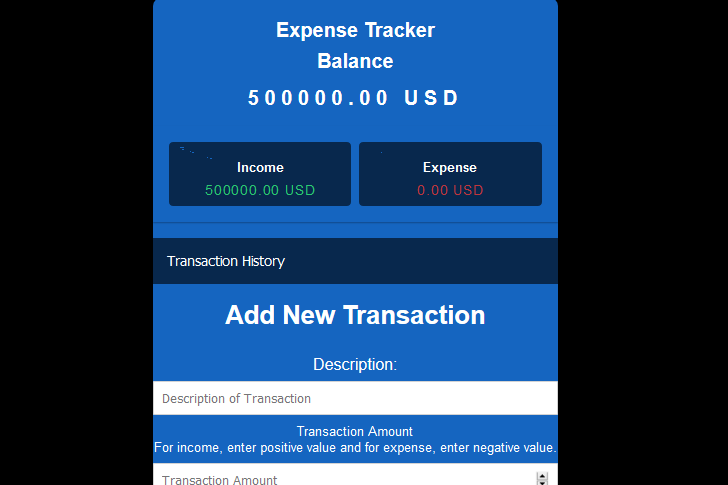 Expense Tracker
Balance
500000.00 USD
Income
500000.00 USD
Expense
0.00 USD
Transaction History
Add New Transaction
Description:
Description of Transaction
Transaction Amount
For income, enter positive value and for expense, enter negative value.
Transaction Amount